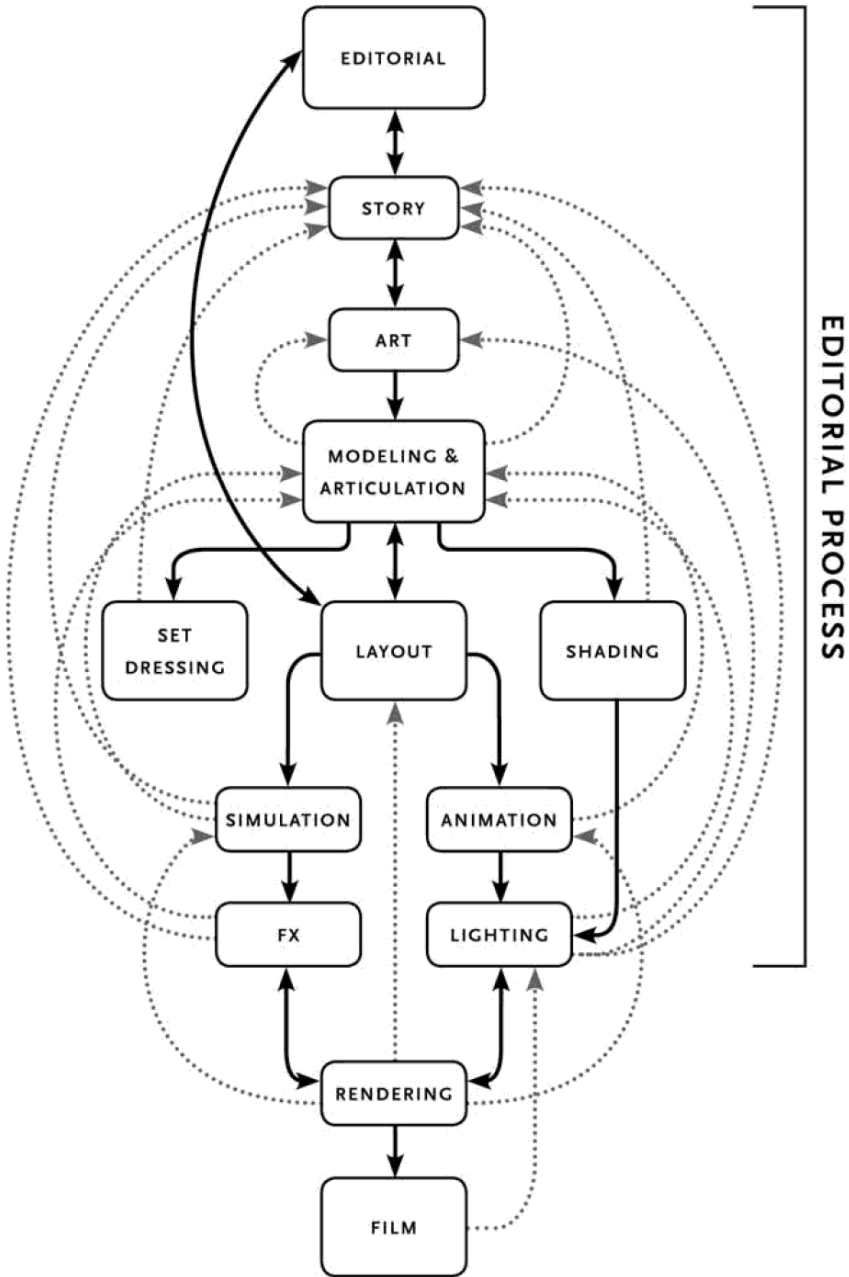 EDITORIAL
STORY
ART
MODELING &
ARTICULATION
SET
DRESSING
LAYOUT
SHADING
SIMULATION
ANIMATION
FX
LIGHTING
RENDERING
FILM
EDITORIAL PROCESS